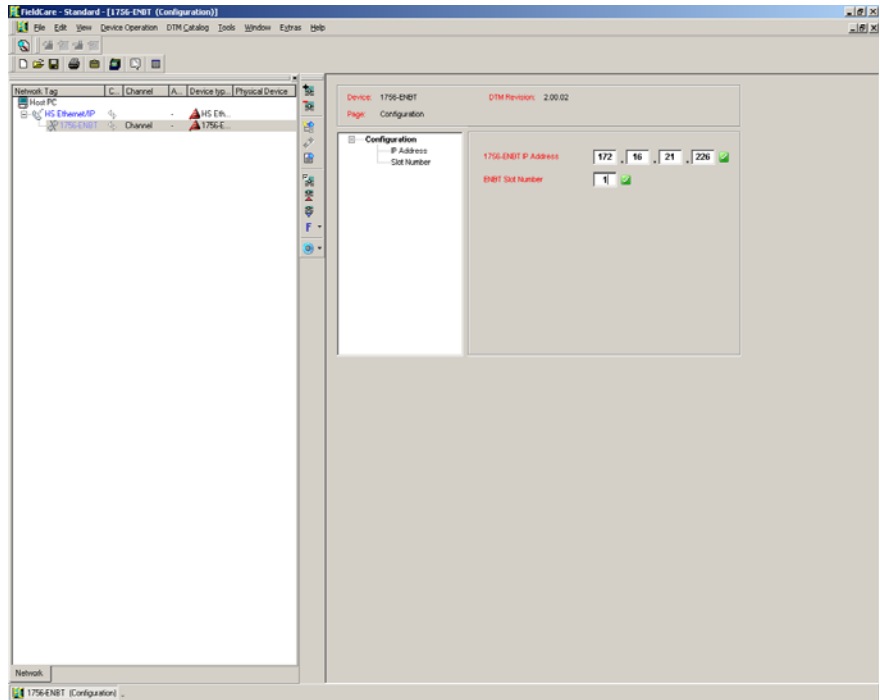 FieldCare - Standard - [1756-ENBT (Configuration)]
File Edit View Device Operation DTM Catalog Tools Window Extras Help
Network Tag C... Channel A... Device typ... Physical Device
Host PC
HS Ethernet/IP - HS Eth...
1756-ENBT Channel - 1756-E...
F
Device: 1756-ENBT DTM Revision: 2.00.02
Page: Configuration
Configuration
IP Address
Slot Number
1756-ENBT IP Address 172 . 16 . 21 . 226
ENBT Slot Number 1
Network
1756-ENBT (Configuration)